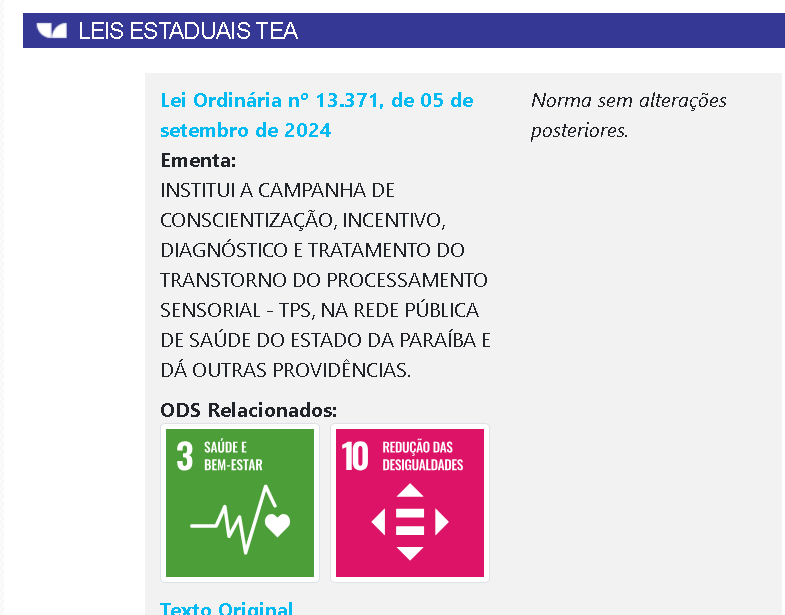 LEIS ESTADUAIS TEA
Lei Ordinária nº 13.371, de 05 de
setembro de 2024
Ementa:
INSTITUI A CAMPANHA DE
CONSCIENTIZAÇÃO, INCENTIVO,
DIAGNÓSTICO E TRATAMENTO DO
TRANSTORNO DO PROCESSAMENTO
SENSORIAL - TPS, NA REDE PÚBLICA
DE SAÚDE DO ESTADO DA PARAÍBA E
DÁ OUTRAS PROVIDÊNCIAS.
Norma sem alterações
posteriores.
ODS Relacionados:
3 SAÚDE E
BEM-ESTAR
10 REDUÇÃO DAS
DESIGUALDADES
Texto Original